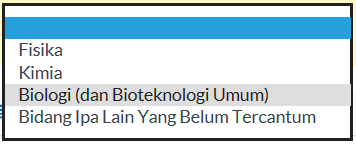 Fisika
Kimia
Biologi (dan Bioteknologi Umum)
Bidang Ipa Lain Yang Belum Tercantum